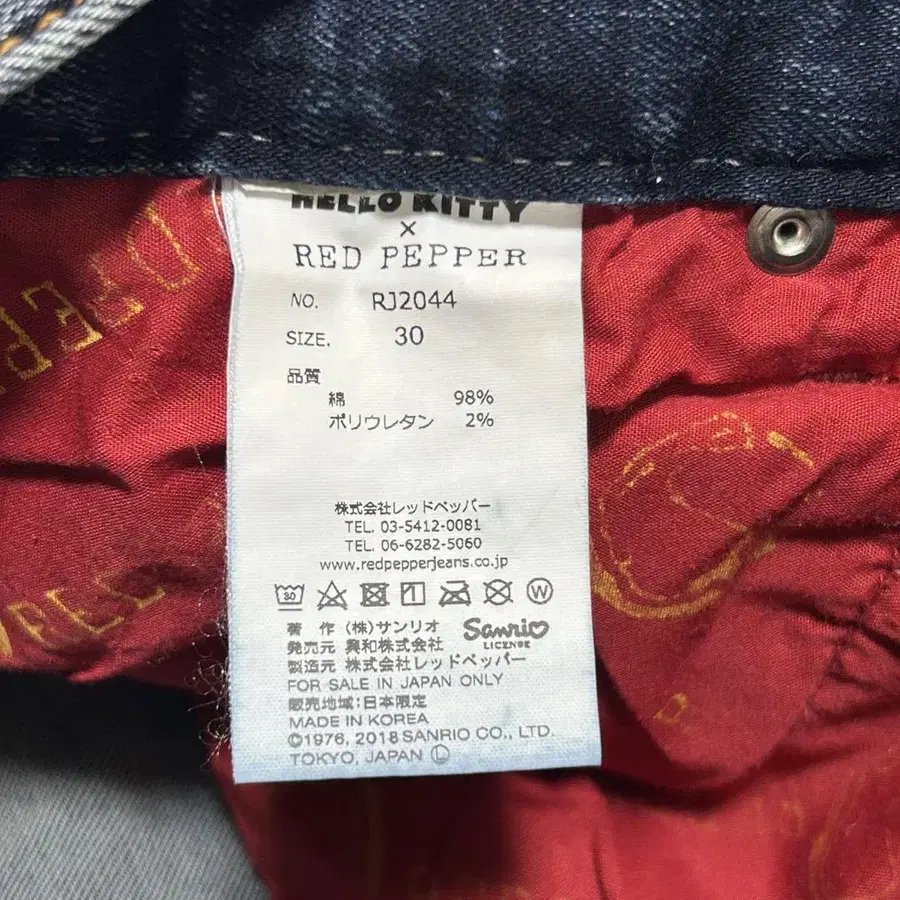 HELLO KITTY
×
RED PEPPER
NO. RJ2044
SIZE. 30
品質
綿 98%
ポリウレタン 2%
株式会社レッドペッパー
TEL. 03-5412-0081
TEL. 06-6282-5060
www.redpepperjeans.co.jp
30 W
著 作 (株)サンリオ Sanrio
LICENSE
発売元 興和株式会社
製造元 株式会社レッドペッパー
FOR SALE IN JAPAN ONLY
販売地域:日本限定
MADE IN KOREA
©1976, 2018 SANRIO CO., LTD.
TOKYO, JAPAN Ⓛ
RED